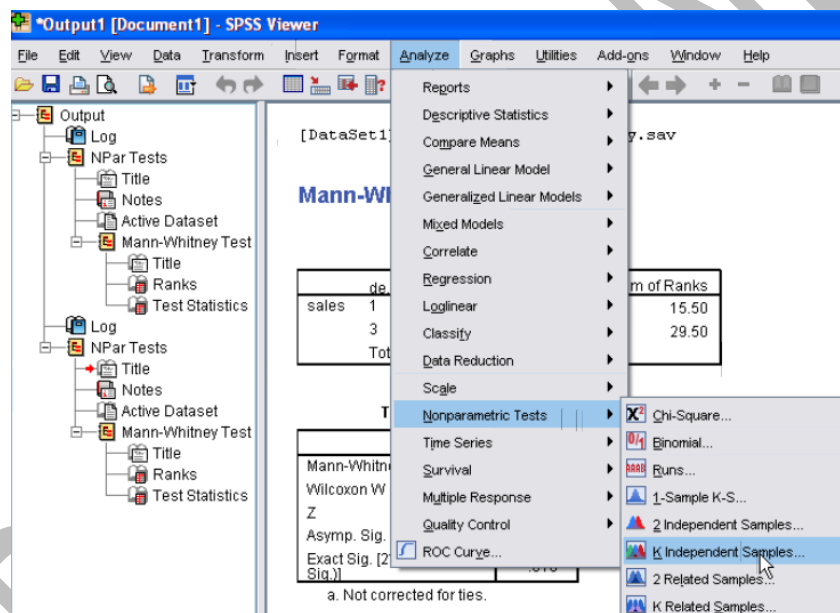 *Output1 [Document1] - SPSS Viewer
File Edit View Data Transform Insert Format Analyze Graphs Utilities Add-ons Window Help
Output
Log
NPar Tests
Title
Notes
Active Dataset
Mann-Whitney Test
Title
Ranks
Test Statistics
Log
NPar Tests
Title
Notes
Active Dataset
Mann-Whitney Test
Title
Ranks
Test Statistics
[DataSet1] y.sav
Mann-Wh
de m of Ranks
sales 1 15.50
3 29.50
Tot
T
Mann-Whitn
Wilcoxon W
Z
Asymp. Sig.
Exact Sig. [2
Sig.)]
a. Not corrected for ties.
Reports
Descriptive Statistics
Compare Means
General Linear Model
Generalized Linear Models
Mixed Models
Correlate
Regression
Loglinear
Classify
Data Reduction
Scale
Nonparametric Tests
Time Series
Survival
Multiple Response
Quality Control
ROC Curve...
Chi-Square...
Binomial...
Runs...
1-Sample K-S...
2 Independent Samples...
K Independent Samples...
2 Related Samples...
K Related Samples...